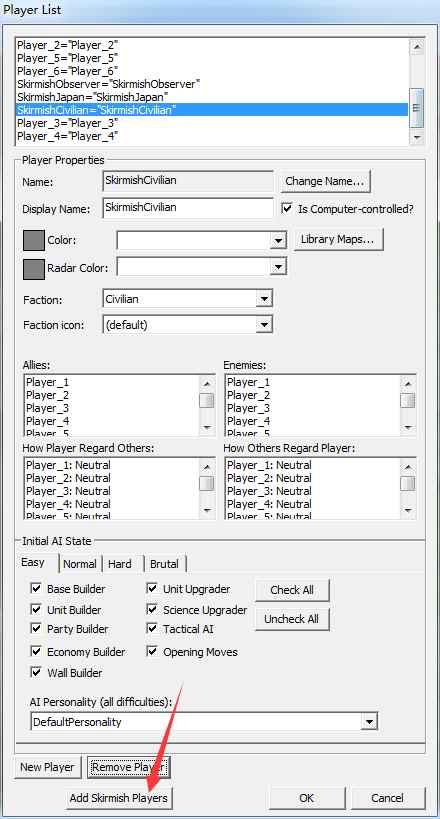 Player List
Player_2="Player_2"
Player_5="Player_5"
Player_6="Player_6"
SkirmishObserver="SkirmishObserver"
SkirmishJapan="SkirmishJapan"
SkirmishCivilian="SkirmishCivilian"
Player_3="Player_3"
Player_4="Player_4"
Player Properties
Name: SkirmishCivilian Change Name...
Display Name: SkirmishCivilian Is Computer-controlled?
Color: Library Maps...
Radar Color:
Faction: Civilian
Faction icon: (default)
Allies: Enemies:
Player_1 Player_1
Player_2 Player_2
Player_3 Player_3
Player_4 Player_4
Player_5 Player_5
How Player Regard Others: How Others Regard Player:
Player_1: Neutral Player_1: Neutral
Player_2: Neutral Player_2: Neutral
Player_3: Neutral Player_3: Neutral
Player_4: Neutral Player_4: Neutral
Player_5: Neutral Player_5: Neutral
Initial AI State
Easy Normal Hard Brutal
Base Builder Unit Upgrader Check All
Unit Builder Science Upgrader Uncheck All
Party Builder Tactical AI
Economy Builder Opening Moves
Wall Builder
AI Personality (all difficulties):
DefaultPersonality
New Player Remove Player
Add Skirmish Players OK Cancel